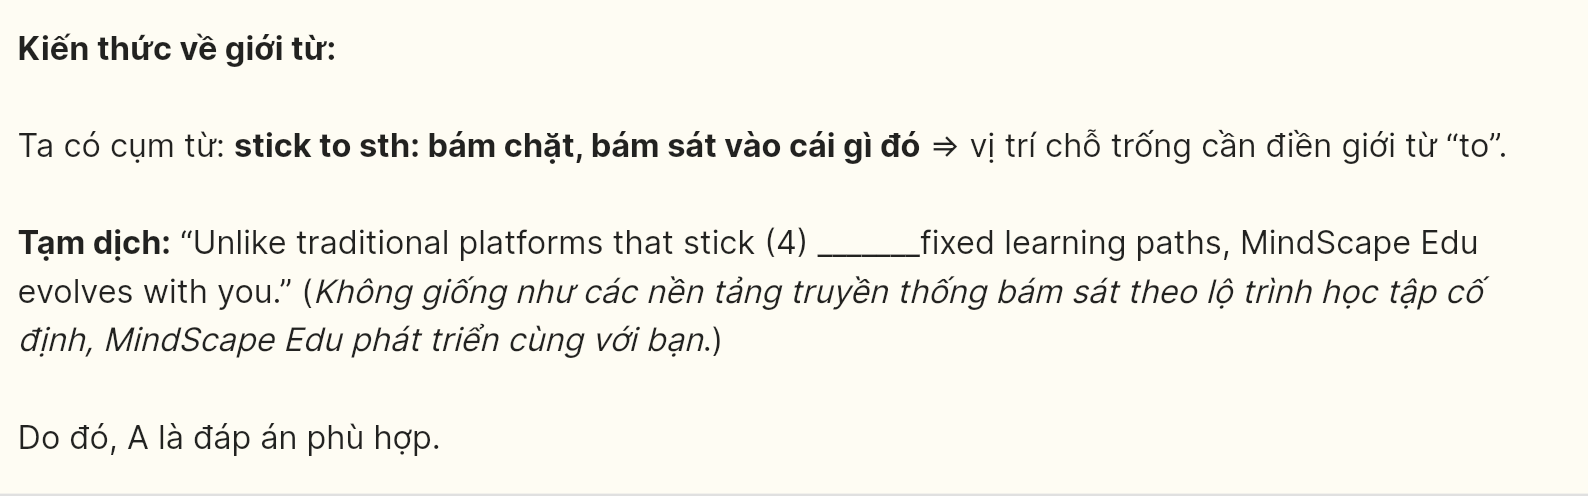 Kiến thức về giới từ:
Ta có cụm từ: stick to sth: bám chặt, bám sát vào cái gì đó ⇒ vị trí chỗ trống cần điền giới từ “to”.
Tạm dịch: “Unlike traditional platforms that stick (4) _______fixed learning paths, MindScape Edu
evolves with you.” (Không giống như các nền tảng truyền thống bám sát theo lộ trình học tập cố
định, MindScape Edu phát triển cùng với bạn.)
Do đó, A là đáp án phù hợp.